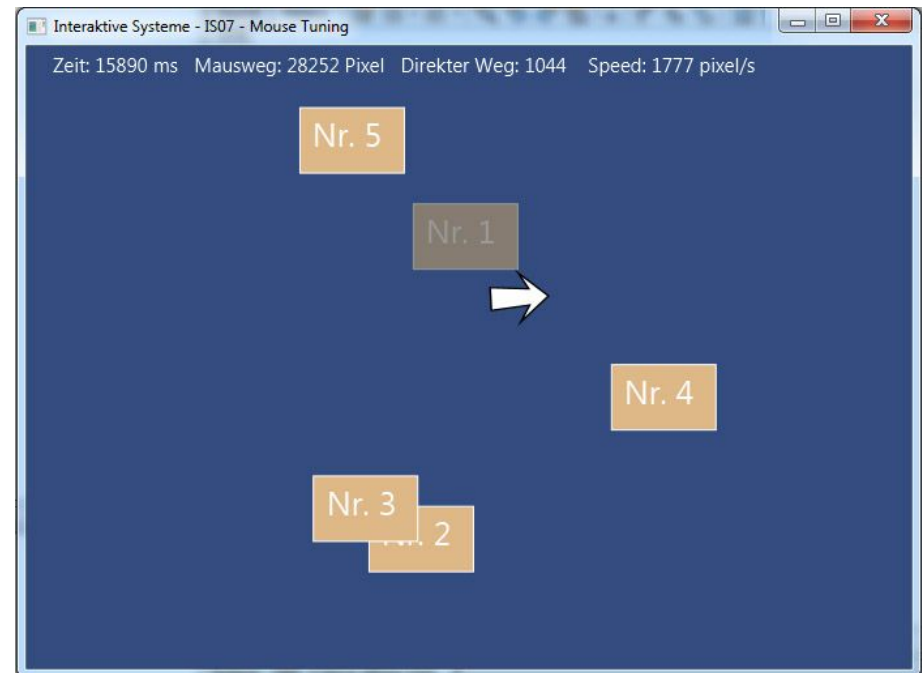 Interaktive Systeme - IS07 - Mouse Tuning
Zeit: 15890 ms Mausweg: 28252 Pixel Direkter Weg: 1044 Speed: 1777 pixel/s
Nr. 5
Nr. 1
Nr. 4
Nr. 3
Nr. 2